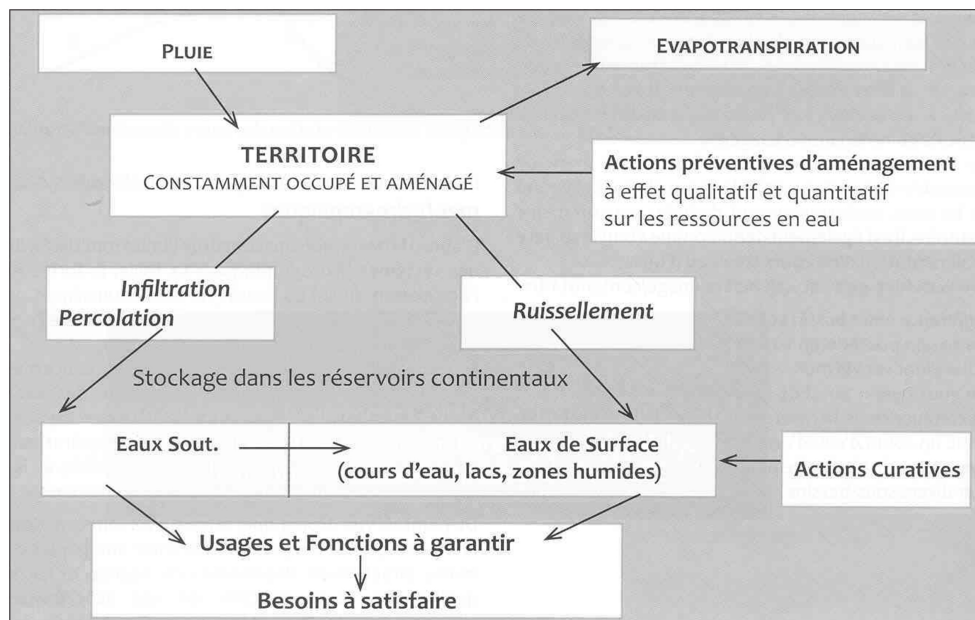 PLUIE
EVAPOTRANSPIRATION
TERRITOIRE
CONSTAMMENT OCCUPÉ ET AMÉNAGÉ
Actions préventives d'aménagement
à effet qualitatif et quantitatif
sur les ressources en eau
Infiltration
Percolation
Ruissellement
Stockage dans les réservoirs continentaux
Eaux Sout.
Eaux de Surface
(cours d'eau, lacs, zones humides)
Actions Curatives
Usages et Fonctions à garantir
Besoins à satisfaire